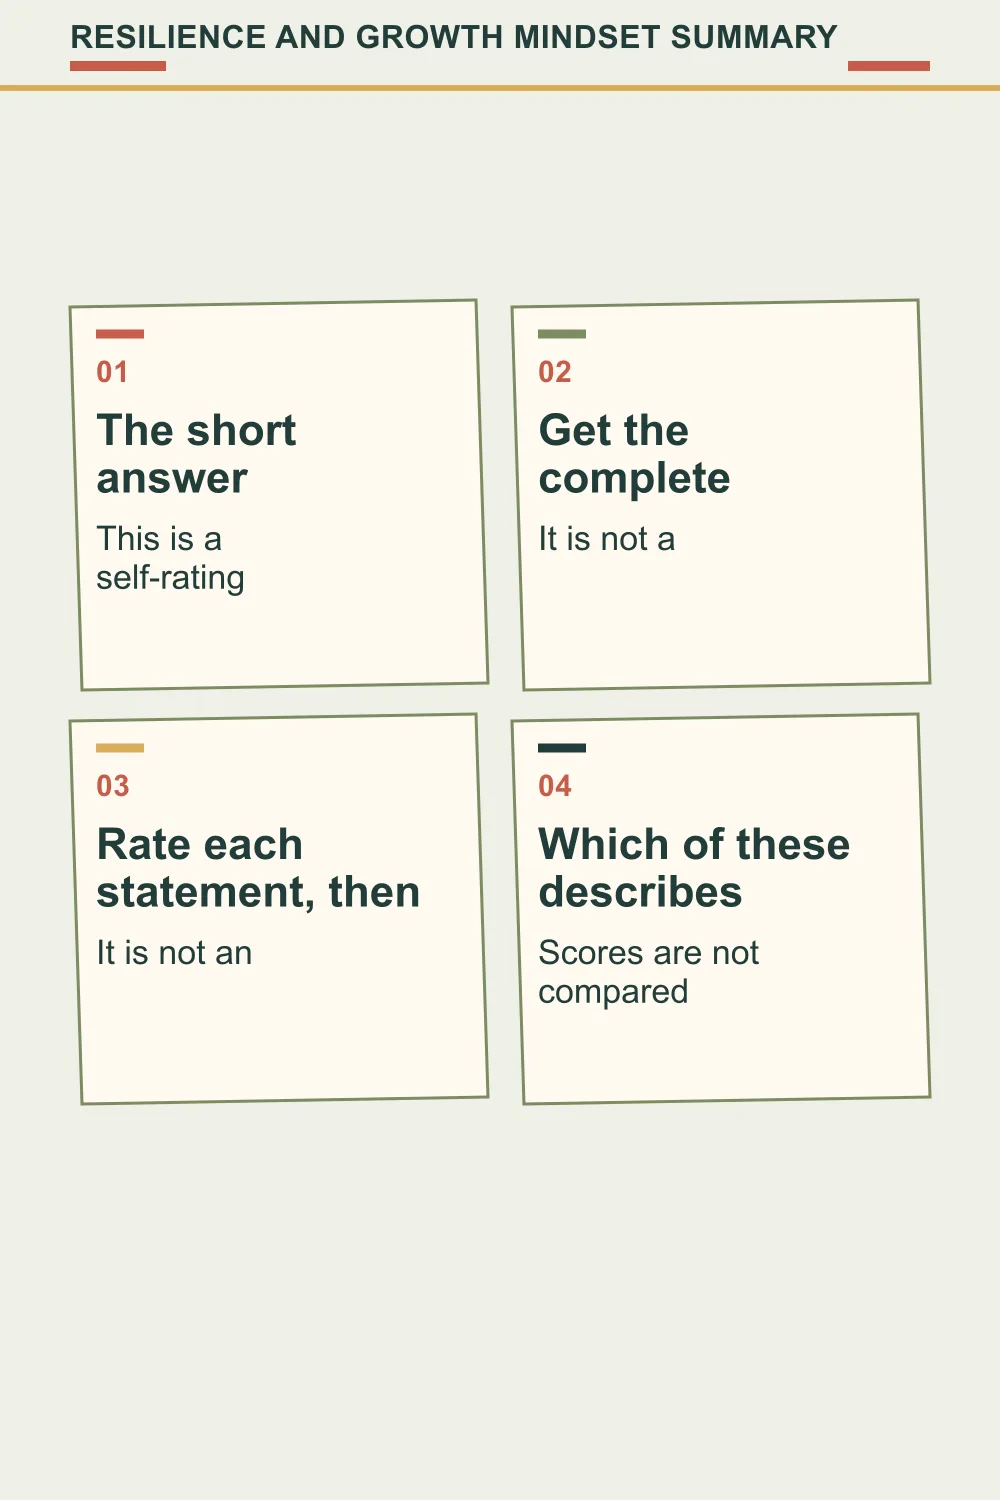 RESILIENCE AND GROWTH MINDSET SUMMARY
01
The short
answer
This is a
self-rating
02
Get the
complete
It is not a
03
Rate each
statement, then
It is not an
04
Which of these
describes
Scores are not
compared